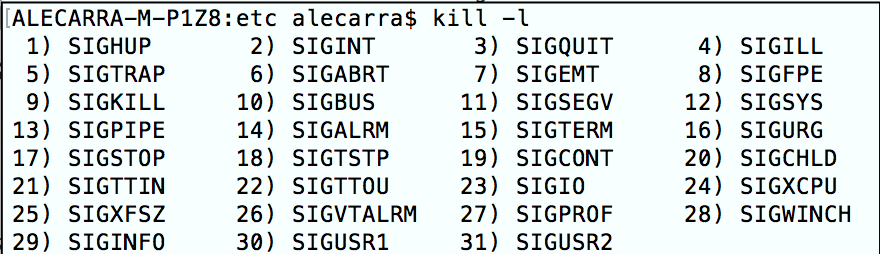 [ALECARRA-M-P1Z8:etc alecarra$ kill -l
 1) SIGHUP       2) SIGINT       3) SIGQUIT      4) SIGILL
 5) SIGTRAP      6) SIGABRT      7) SIGEMT       8) SIGFPE
 9) SIGKILL     10) SIGBUS      11) SIGSEGV     12) SIGSYS
13) SIGPIPE     14) SIGALRM     15) SIGTERM     16) SIGURG
17) SIGSTOP     18) SIGTSTP     19) SIGCONT     20) SIGCHLD
21) SIGTTIN     22) SIGTTOU     23) SIGIO       24) SIGXCPU
25) SIGXFSZ     26) SIGVTALRM   27) SIGPROF     28) SIGWINCH
29) SIGINFO     30) SIGUSR1     31) SIGUSR2